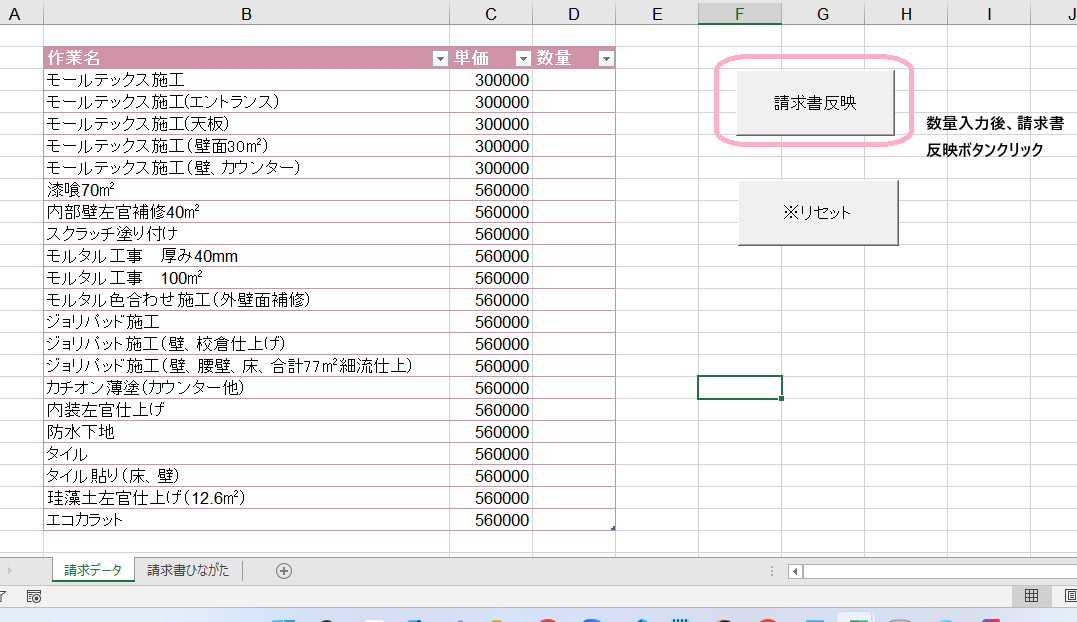 A B C D E F G H I J
作業名 単価 数量
モールテックス施工 300000
モールテックス施工(エントランス) 300000
モールテックス施工(天板) 300000
モールテックス施工（壁面30㎡） 300000
モールテックス施工（壁、カウンター） 300000
漆喰70㎡ 560000
内部壁左官補修40㎡ 560000
スクラッチ塗り付け 560000
モルタル工事　厚み40mm 560000
モルタル工事　100㎡ 560000
モルタル色合わせ施工（外壁面補修） 560000
ジョリパッド施工 560000
ジョリパット施工（壁、校倉仕上げ） 560000
ジョリパッド施工（壁、腰壁、床、合計77㎡細流仕上） 560000
カチオン薄塗（カウンター他） 560000
内装左官仕上げ 560000
防水下地 560000
タイル 560000
タイル貼り（床、壁） 560000
珪藻土左官仕上げ（12.6㎡） 560000
エコカラット 560000
請求書反映
数量入力後、請求書
反映ボタンクリック
※リセット
請求データ 請求書ひながた